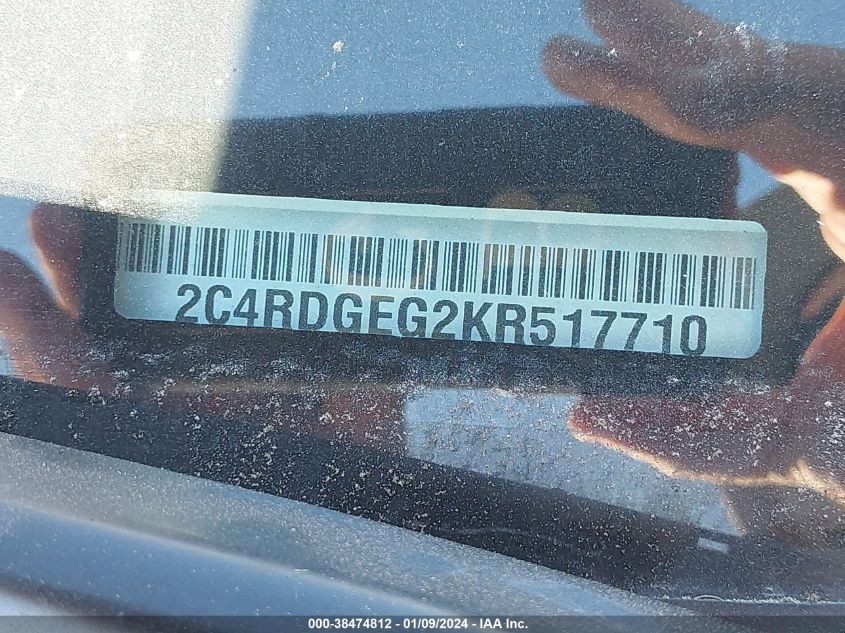 2C4RDGEG2KR517710
000-38474812 - 01/09/2024 - IAA Inc.